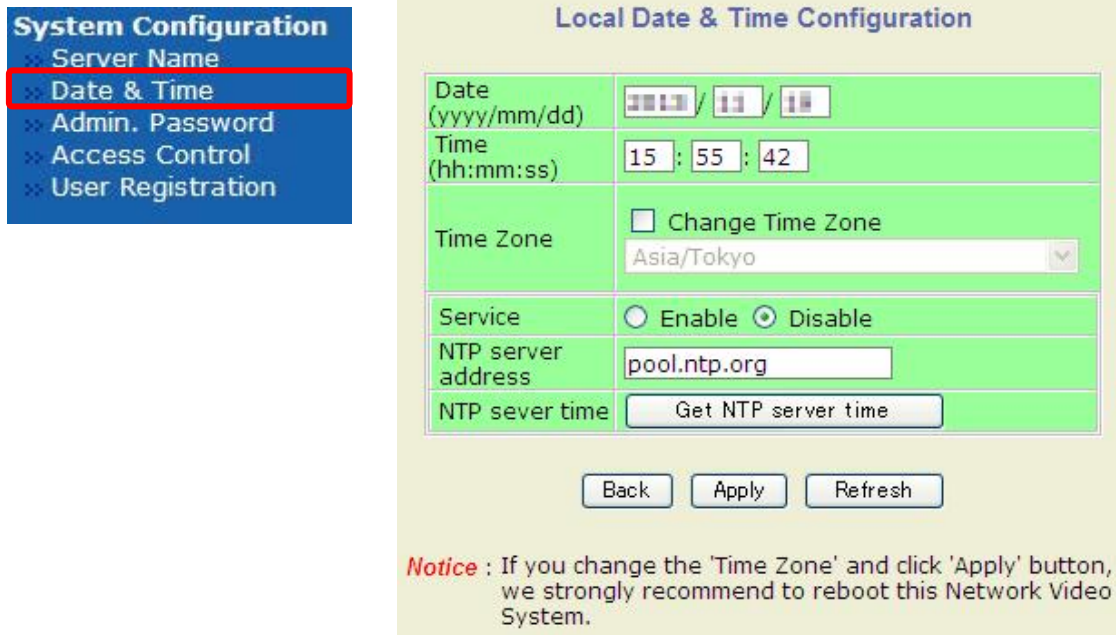 System Configuration
Server Name
Date & Time
Admin. Password
Access Control
User Registration
Local Date & Time Configuration
Date
(yyyy/mm/dd)
/ /
Time
(hh:mm:ss)
15 : 55 : 42
Time Zone
Change Time Zone
Asia/Tokyo
Service
Enable Disable
NTP server
address
pool.ntp.org
NTP sever time
Get NTP server time
Back Apply Refresh
Notice : If you change the 'Time Zone' and click 'Apply' button,
we strongly recommend to reboot this Network Video
System.